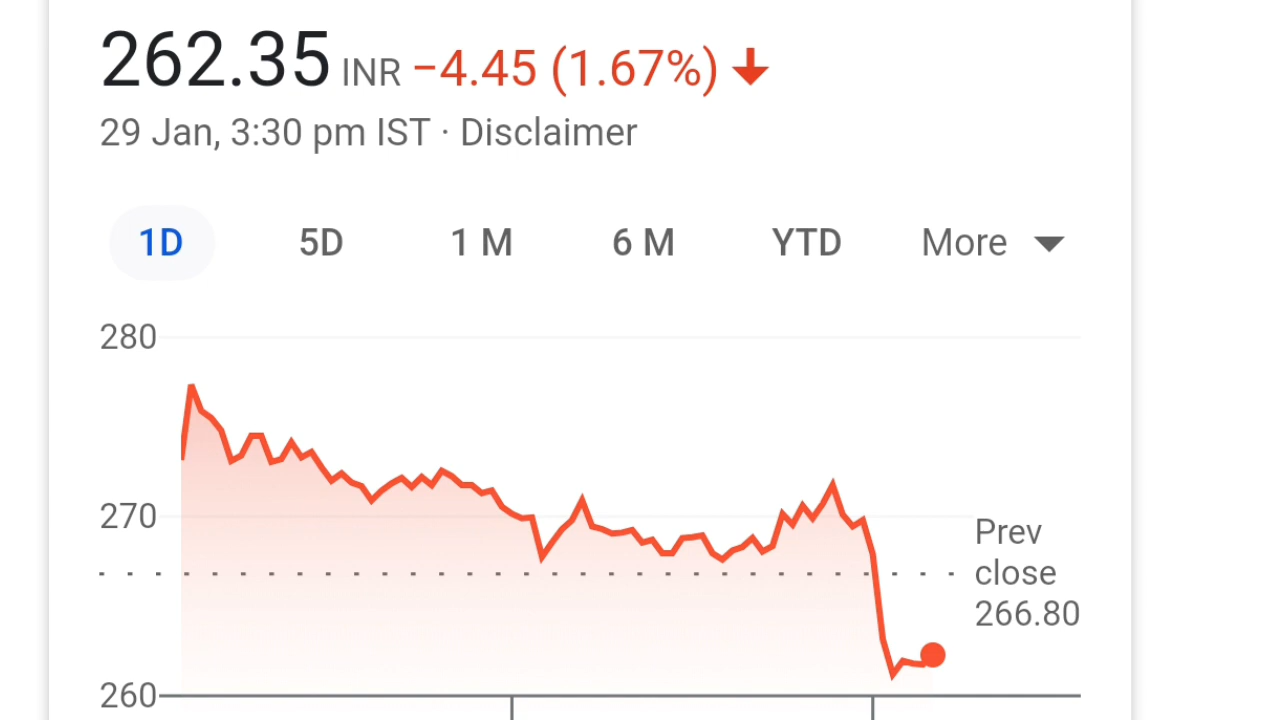 262.35 INR −4.45 (1.67%)
29 Jan, 3:30 pm IST · Disclaimer
1D 5D 1 M 6 M YTD More
280
270
Prev
close
266.80
260